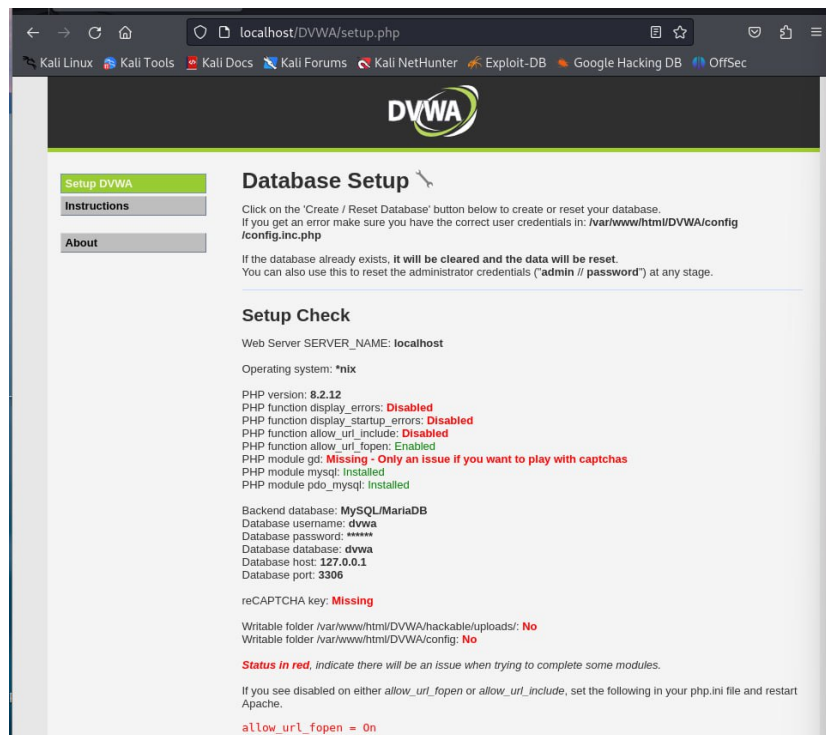 localhost/DVWA/setup.php
Kali Linux Kali Tools Kali Docs Kali Forums Kali NetHunter Exploit-DB Google Hacking DB OffSec
DVWA
Setup DVWA
Instructions
About
Database Setup
Click on the 'Create / Reset Database' button below to create or reset your database.
If you get an error make sure you have the correct user credentials in: /var/www/html/DVWA/config
/config.inc.php
If the database already exists, it will be cleared and the data will be reset.
You can also use this to reset the administrator credentials ("admin // password") at any stage.
Setup Check
Web Server SERVER_NAME: localhost
Operating system: *nix
PHP version: 8.2.12
PHP function display_errors: Disabled
PHP function display_startup_errors: Disabled
PHP function allow_url_include: Disabled
PHP function allow_url_fopen: Enabled
PHP module gd: Missing - Only an issue if you want to play with captchas
PHP module mysql: Installed
PHP module pdo_mysql: Installed
Backend database: MySQL/MariaDB
Database username: dvwa
Database password: ******
Database database: dvwa
Database host: 127.0.0.1
Database port: 3306
reCAPTCHA key: Missing
Writable folder /var/www/html/DVWA/hackable/uploads/: No
Writable folder /var/www/html/DVWA/config: No
Status in red, indicate there will be an issue when trying to complete some modules.
If you see disabled on either allow_url_fopen or allow_url_include, set the following in your php.ini file and restart
Apache.
allow_url_fopen = On